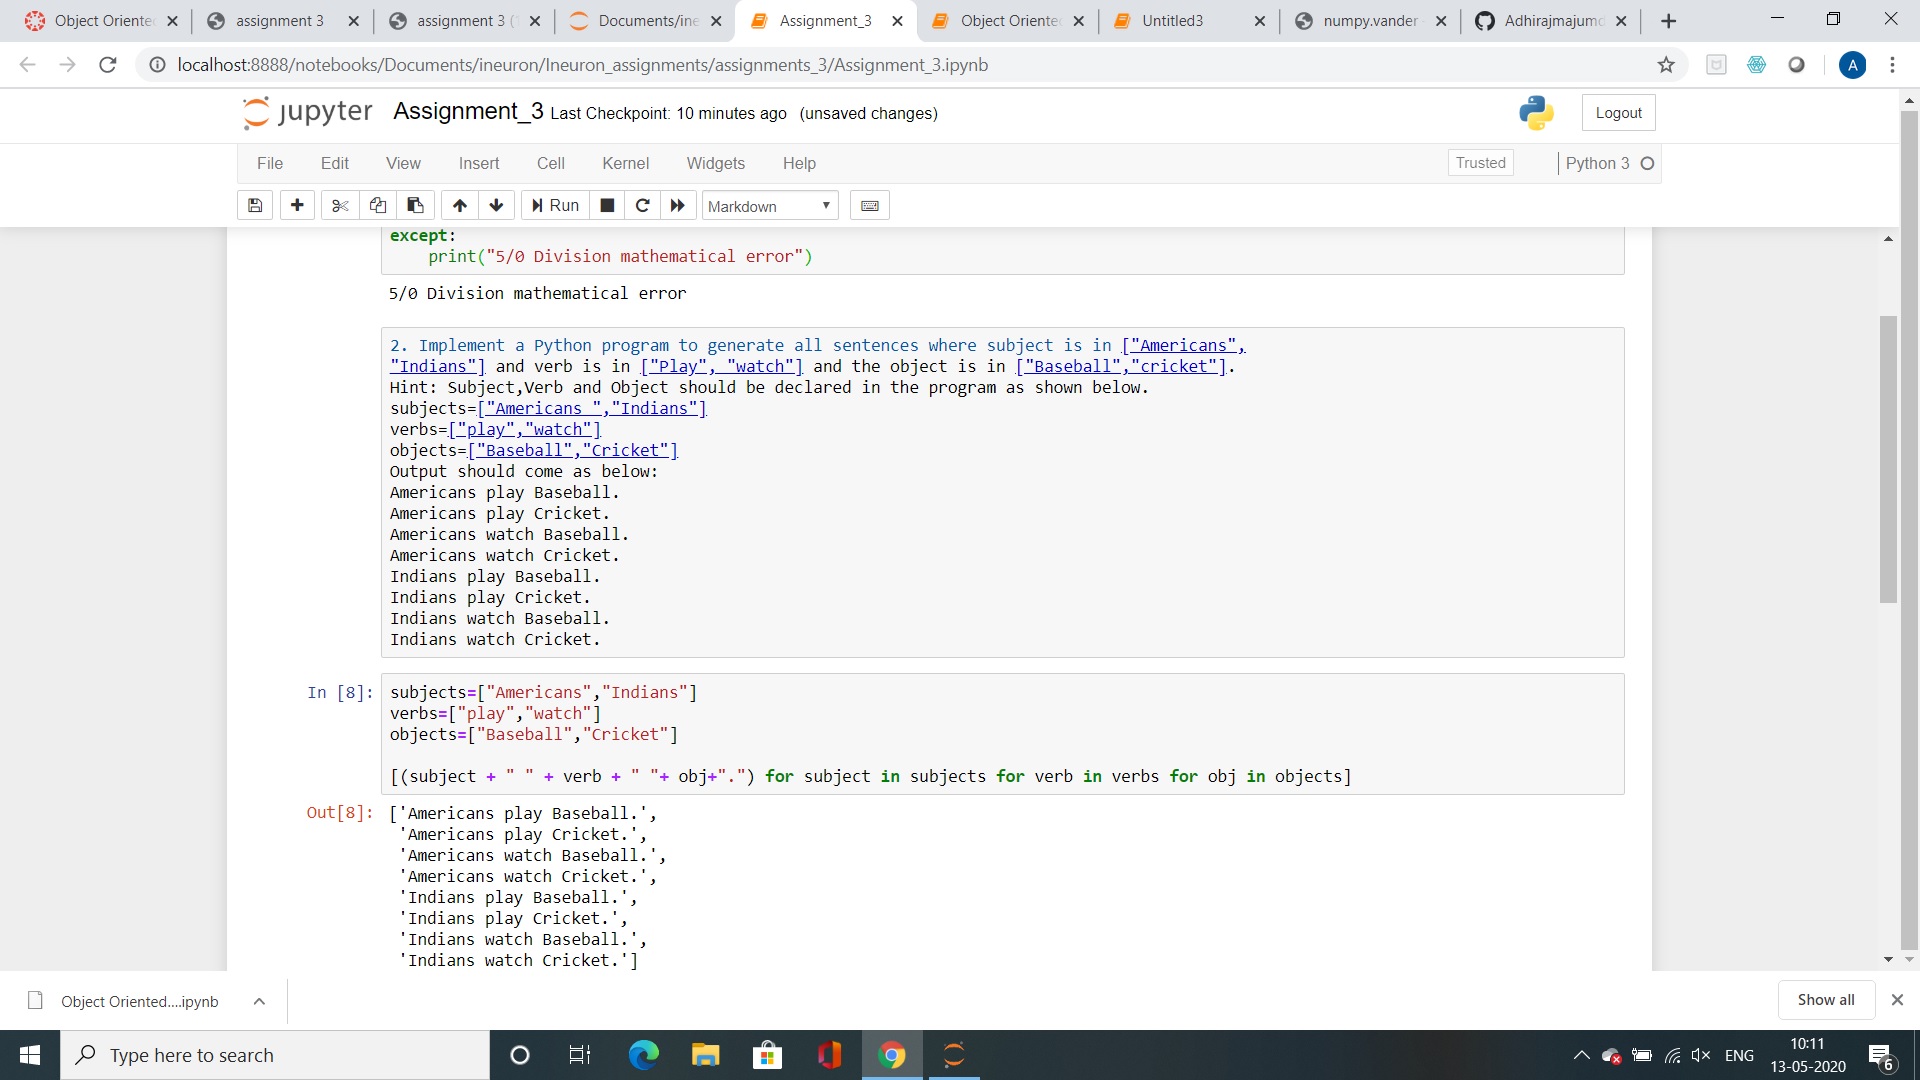 Object Oriente
assignment 3
assignment 3 (
Documents/ine
Assignment_3
Object Oriente
Untitled3
numpy.vander
Adhirajmajum
localhost:8888/notebooks/Documents/ineuron/Ineuron_assignments/assignments_3/Assignment_3.ipynb
A
jupyter Assignment_3 Last Checkpoint: 10 minutes ago (unsaved changes)
Logout
File Edit View Insert Cell Kernel Widgets Help
Trusted
Python 3
Run
Markdown
except:
    print("5/0 Division mathematical error")
5/0 Division mathematical error
2. Implement a Python program to generate all sentences where subject is in ["Americans",
"Indians"] and verb is in ["Play", "watch"] and the object is in ["Baseball","cricket"].
Hint: Subject,Verb and Object should be declared in the program as shown below.
subjects=["Americans ","Indians"]
verbs=["play","watch"]
objects=["Baseball","Cricket"]
Output should come as below:
Americans play Baseball.
Americans play Cricket.
Americans watch Baseball.
Americans watch Cricket.
Indians play Baseball.
Indians play Cricket.
Indians watch Baseball.
Indians watch Cricket.
In [8]:
subjects=["Americans","Indians"]
verbs=["play","watch"]
objects=["Baseball","Cricket"]
[(subject + " " + verb + " "+ obj+".") for subject in subjects for verb in verbs for obj in objects]
Out[8]:
['Americans play Baseball.',
 'Americans play Cricket.',
 'Americans watch Baseball.',
 'Americans watch Cricket.',
 'Indians play Baseball.',
 'Indians play Cricket.',
 'Indians watch Baseball.',
 'Indians watch Cricket.']
Object Oriented....ipynb
Show all
Type here to search
ENG
10:11
13-05-2020
6